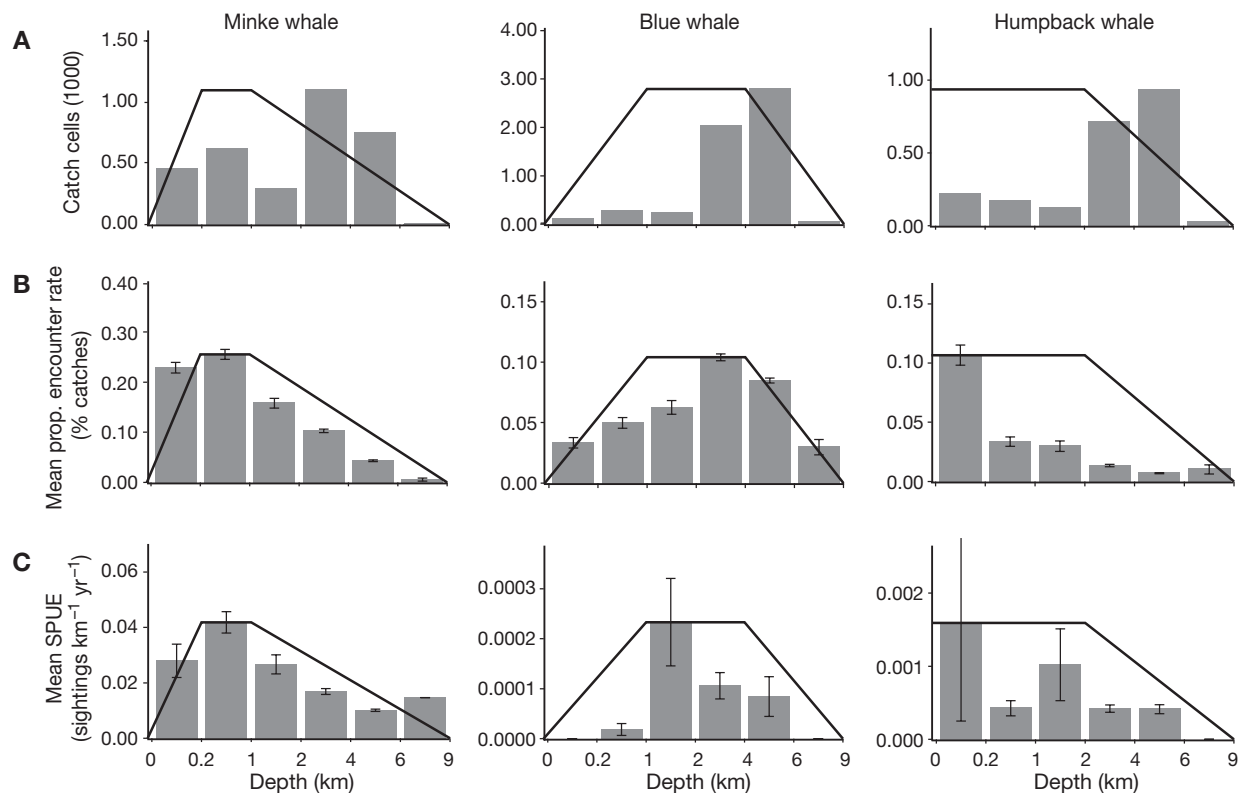 Minke whale
Blue whale
Humpback whale
A
Catch cells (1000)
1.50
1.00
0.50
0.00
4.00
3.00
2.00
1.00
0.00
1.00
0.50
0.00
B
Mean prop. encounter rate
(% catches)
0.40
0.30
0.20
0.10
0.00
0.15
0.10
0.05
0.00
0.15
0.10
0.05
0.00
C
Mean SPUE
(sightings km⁻¹ yr⁻¹)
0.06
0.04
0.02
0.00
0.0003
0.0002
0.0001
0.0000
0.002
0.001
0.000
0 0.2 1 2 4 6 9
0 0.2 1 2 4 6 9
0 0.2 1 2 4 6 9
Depth (km)
Depth (km)
Depth (km)